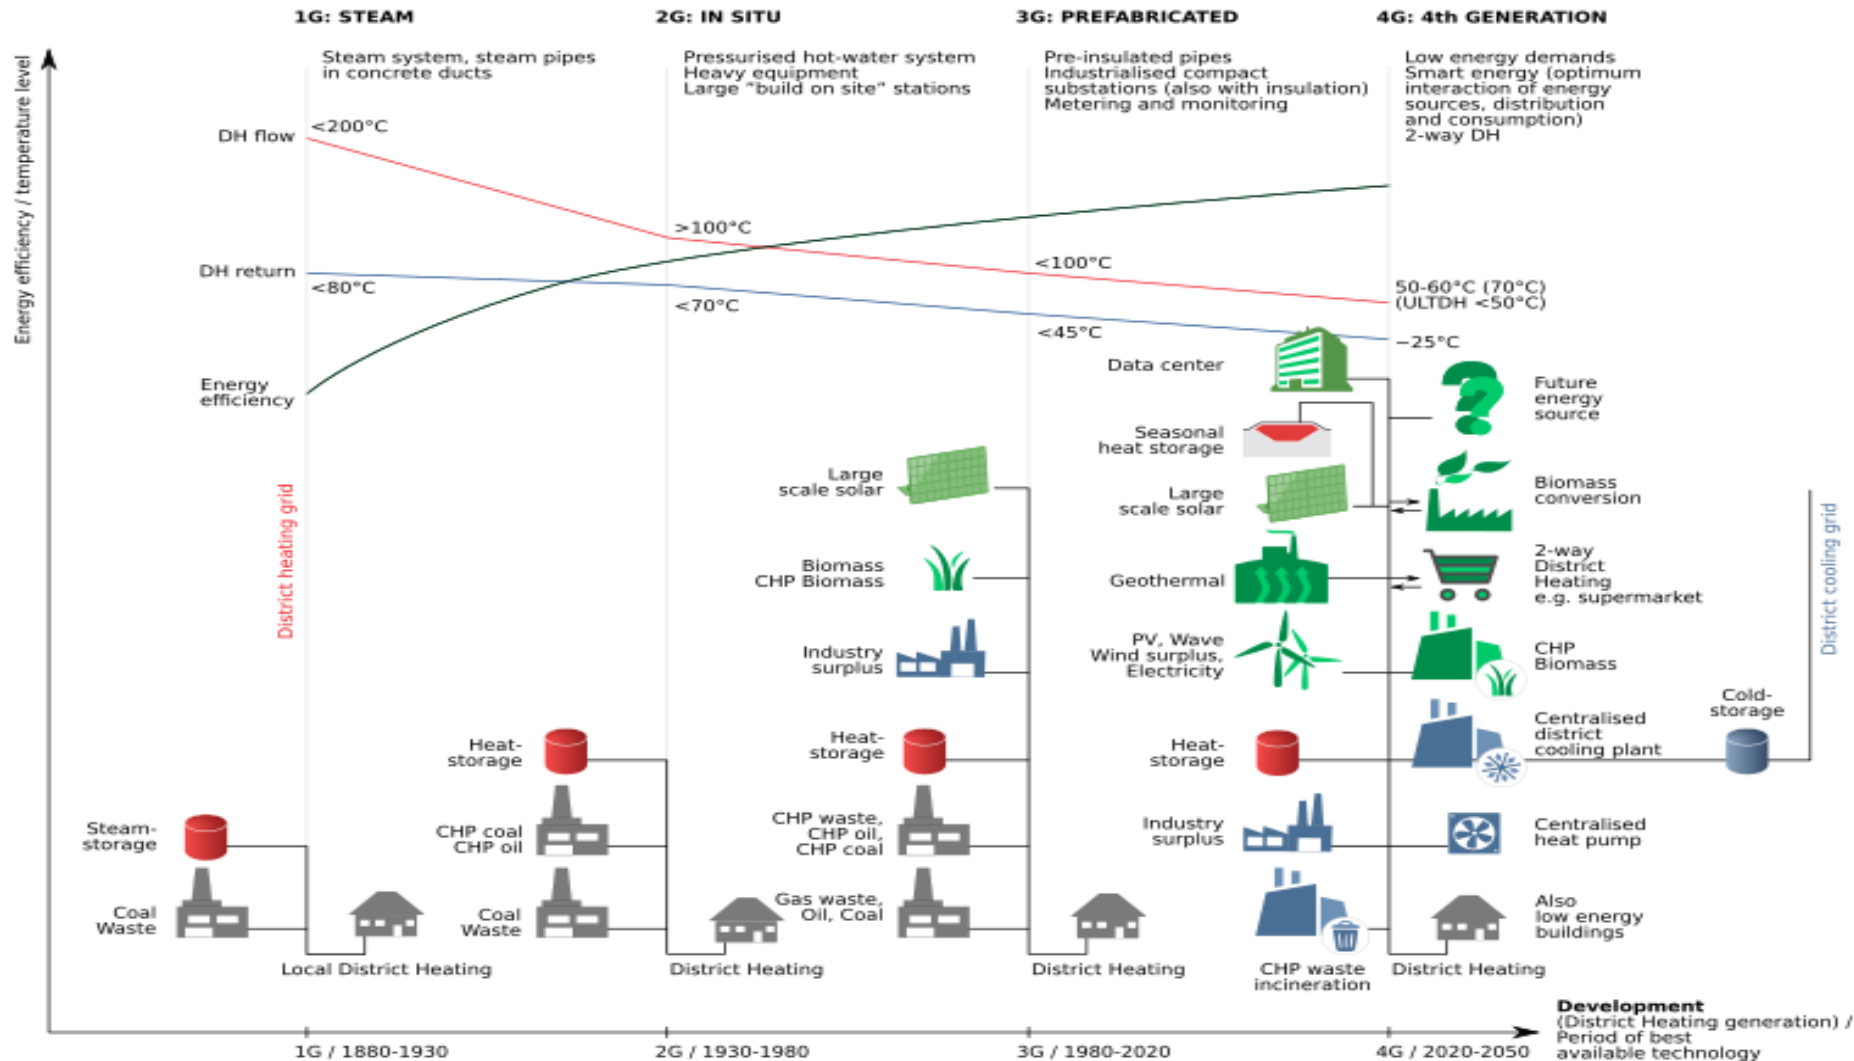 1G: STEAM
2G: IN SITU
3G: PREFABRICATED
4G: 4th GENERATION
Steam system, steam pipes
in concrete ducts
Pressurised hot-water system
Heavy equipment
Large "build on site" stations
Pre-insulated pipes
Industrialised compact
substations (also with insulation)
Metering and monitoring
Low energy demands
Smart energy (optimum
interaction of energy
sources, distribution
and consumption)
2-way DH
Energy efficiency / temperature level
DH flow
<200°C
>100°C
<100°C
50-60°C (70°C)
(ULTDH <50°C)
DH return
<80°C
<70°C
<45°C
~25°C
Energy
efficiency
District heating grid
Steam-
storage
Coal
Waste
Local District Heating
Heat-
storage
CHP coal
CHP oil
Coal
Waste
District Heating
Large
scale solar
Biomass
CHP Biomass
Industry
surplus
Heat-
storage
CHP waste,
CHP oil,
CHP coal
Gas waste,
Oil, Coal
District Heating
Data center
Seasonal
heat storage
Large
scale solar
Geothermal
PV, Wave
Wind surplus,
Electricity
Heat-
storage
Industry
surplus
CHP waste
incineration
Future
energy
source
Biomass
conversion
2-way
District
Heating
e.g. supermarket
CHP
Biomass
Centralised
district
cooling plant
Centralised
heat pump
Also
low energy
buildings
District Heating
Cold-
storage
District cooling grid
Development
(District Heating generation) /
Period of best
available technology
1G / 1880-1930
2G / 1930-1980
3G / 1980-2020
4G / 2020-2050